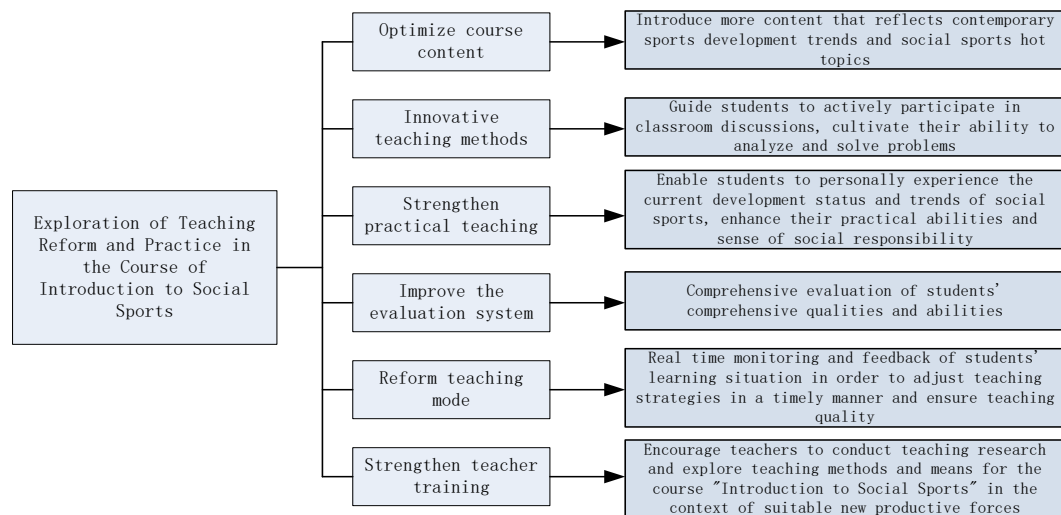 Exploration of Teaching
Reform and Practice in
the Course of
Introduction to Social
Sports
Optimize course
content
Introduce more content that reflects contemporary
sports development trends and social sports hot
topics
Innovative
teaching methods
Guide students to actively participate in
classroom discussions, cultivate their ability to
analyze and solve problems
Strengthen
practical teaching
Enable students to personally experience the
current development status and trends of social
sports, enhance their practical abilities and
sense of social responsibility
Improve the
evaluation system
Comprehensive evaluation of students'
comprehensive qualities and abilities
Reform teaching
mode
Real time monitoring and feedback of students'
learning situation in order to adjust teaching
strategies in a timely manner and ensure teaching
quality
Strengthen teacher
training
Encourage teachers to conduct teaching research
and explore teaching methods and means for the
course "Introduction to Social Sports" in the
context of suitable new productive forces